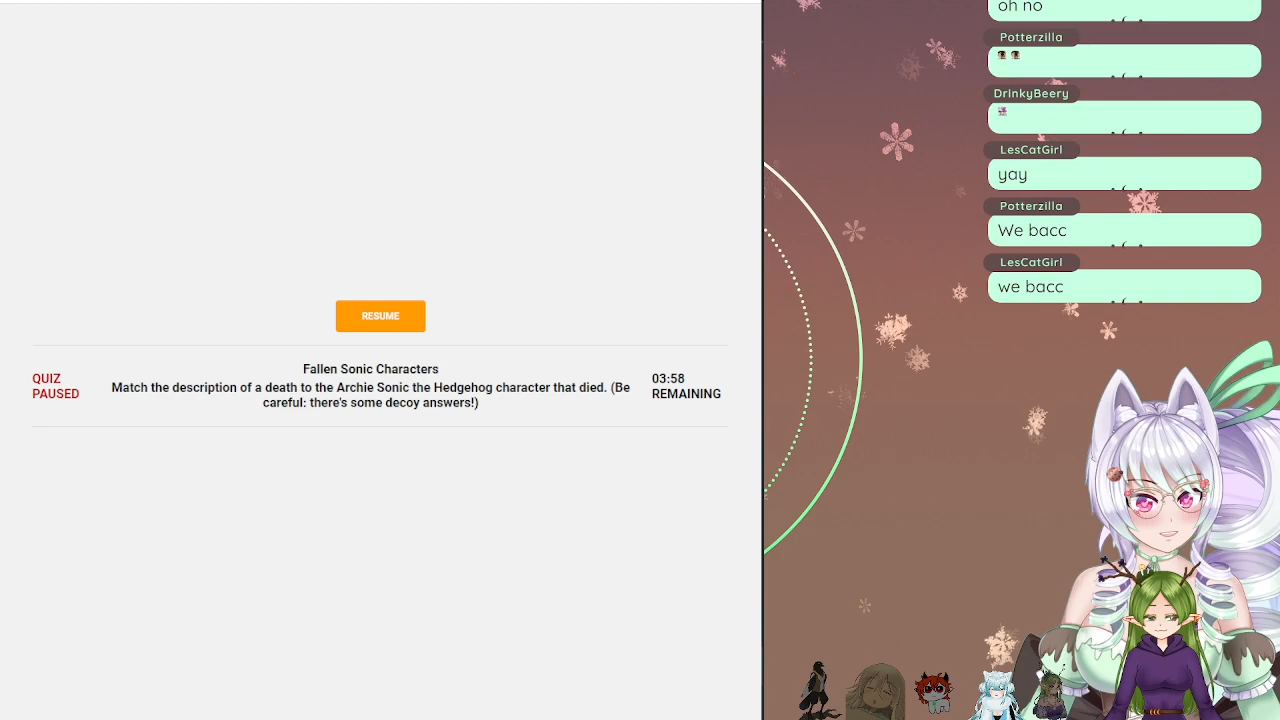 RESUME
QUIZ
PAUSED
Fallen Sonic Characters
Match the description of a death to the Archie Sonic the Hedgehog character that died. (Be
careful: there's some decoy answers!)
03:58
REMAINING
oh no
Potterzilla
DrInkyBeery
LesCatGirl
yay
Potterzilla
We bacc
LesCatGirl
we bacc